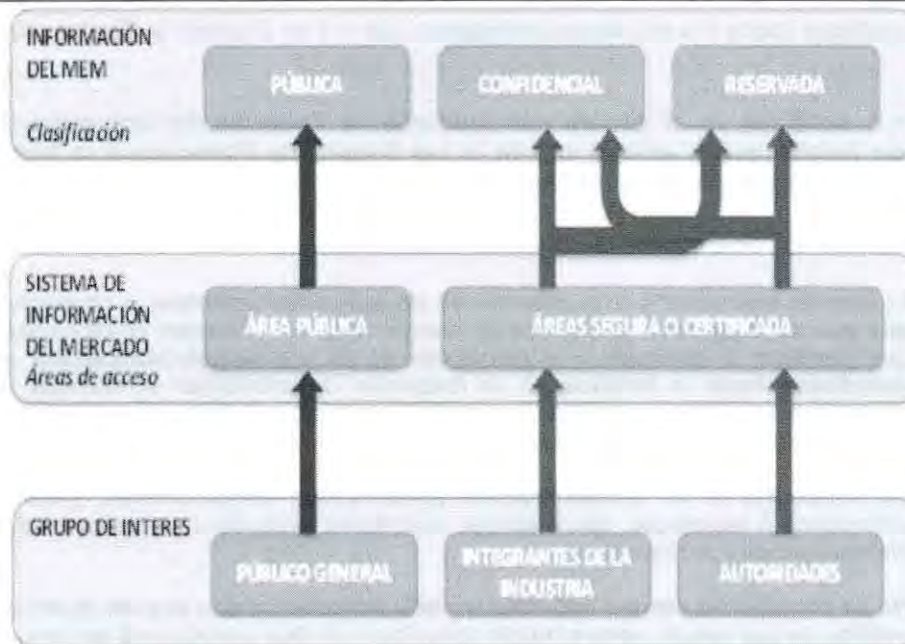 INFORMACIÓN
DEL MEM
Clasificación
PÚBLICA
CONFIDENCIAL
RESERVADA
SISTEMA DE
INFORMACIÓN
DEL MERCADO
Áreas de acceso
ÁREA PÚBLICA
ÁREAS SEGURA O CERTIFICADA
GRUPO DE INTERES
PÚBLICO GENERAL
INTEGRANTES DE LA
INDUSTRIA
AUTORIDADES